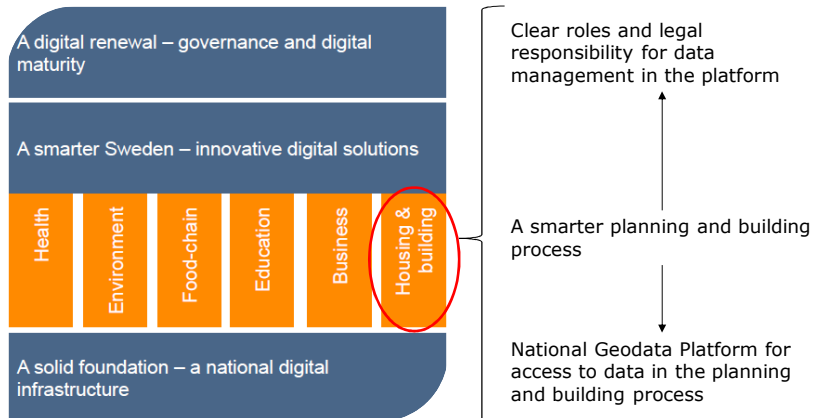 A digital renewal – governance and digital
maturity
A smarter Sweden – innovative digital solutions
Health
Environment
Food-chain
Education
Business
Housing &
building
A solid foundation – a national digital
infrastructure
Clear roles and legal
responsibility for data
management in the platform
A smarter planning and building
process
National Geodata Platform for
access to data in the planning
and building process